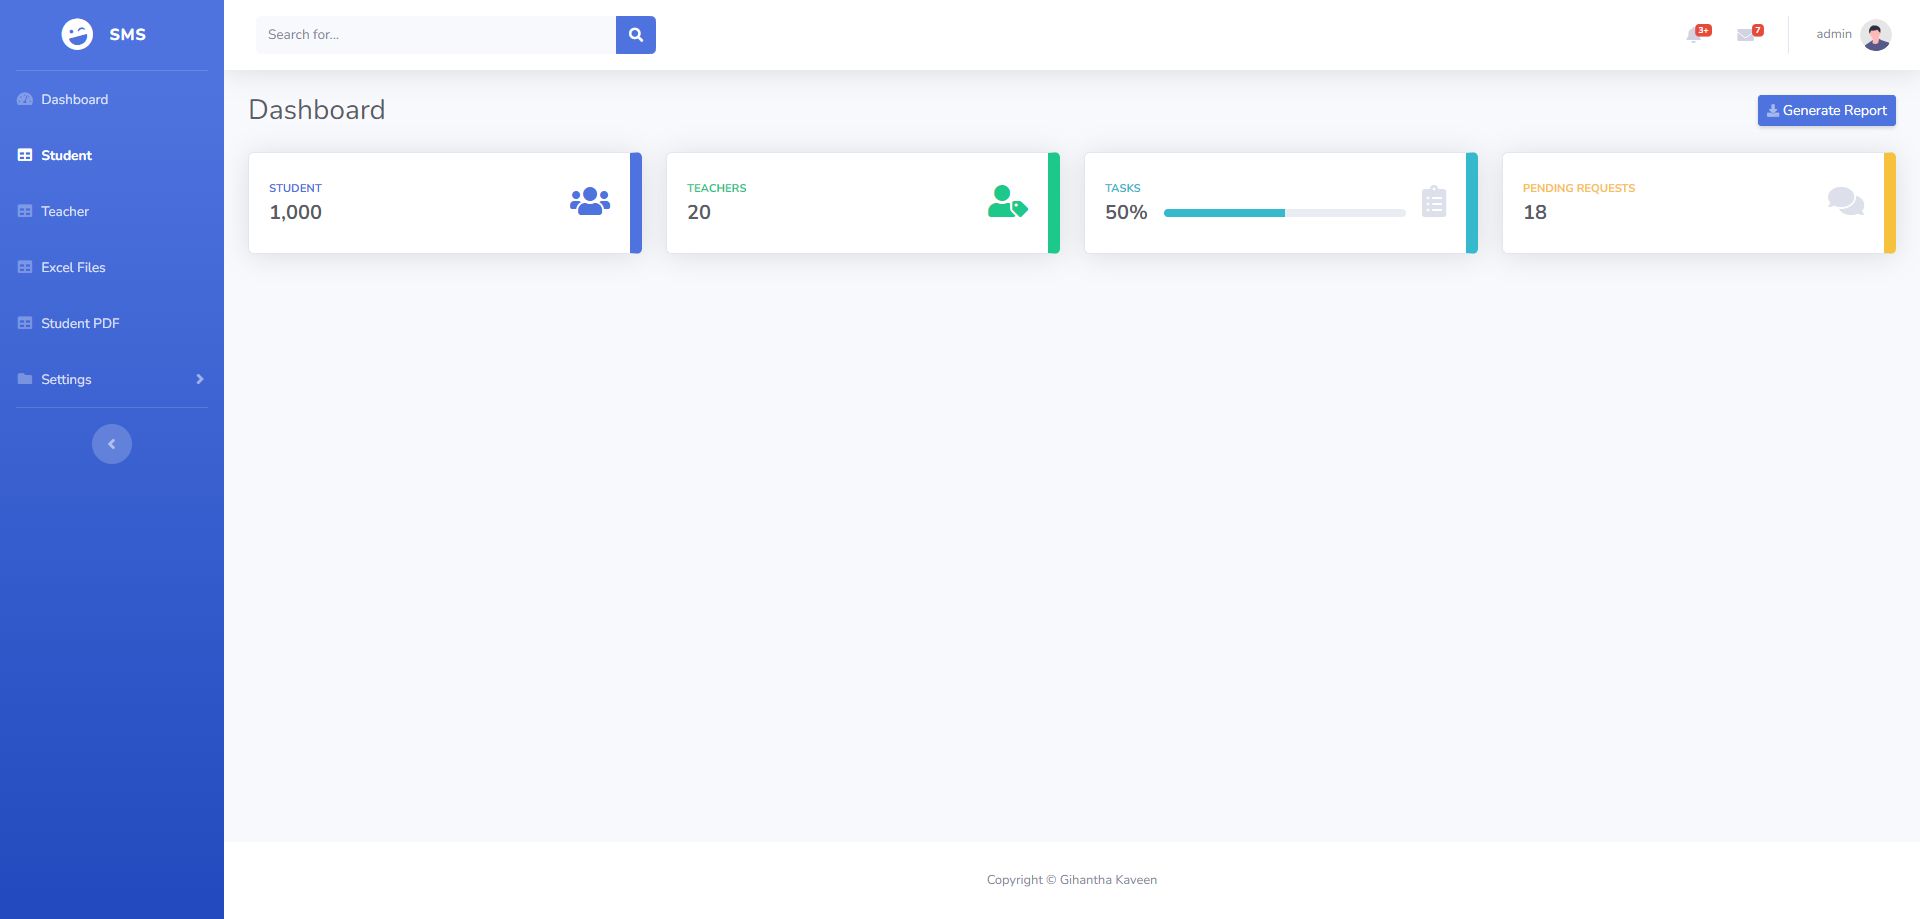 SMS
Dashboard
Student
Teacher
Excel Files
Student PDF
Settings
Search for...
3+
7
admin
Dashboard
Generate Report
STUDENT
1,000
TEACHERS
20
TASKS
50%
PENDING REQUESTS
18
Copyright © Gihantha Kaveen